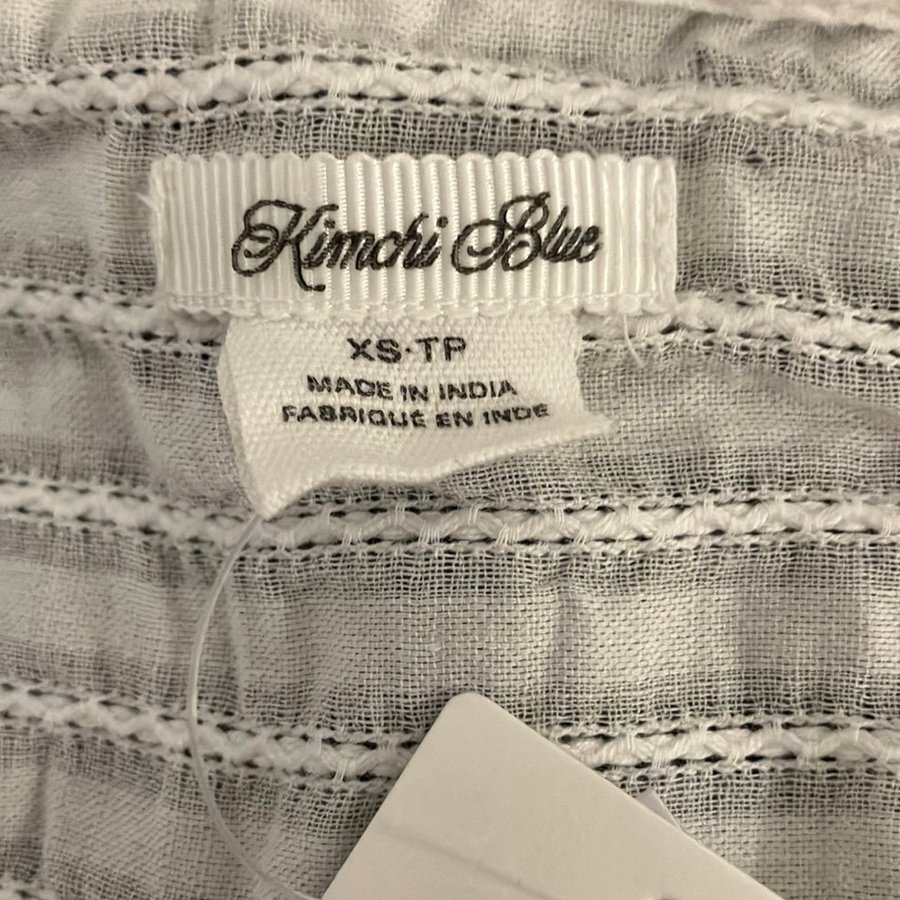 Kimchi Blue
XS·TP
MADE IN INDIA
FABRIQUÉ EN INDE